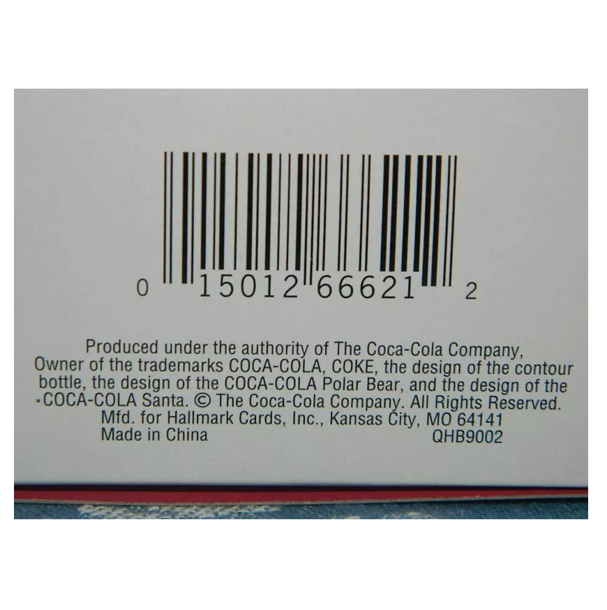 0 15012 66621 2
Produced under the authority of The Coca-Cola Company,
Owner of the trademarks COCA-COLA, COKE, the design of the contour
bottle, the design of the COCA-COLA Polar Bear, and the design of the
COCA-COLA Santa. © The Coca-Cola Company. All Rights Reserved.
Mfd. for Hallmark Cards, Inc., Kansas City, MO 64141
Made in China QHB9002